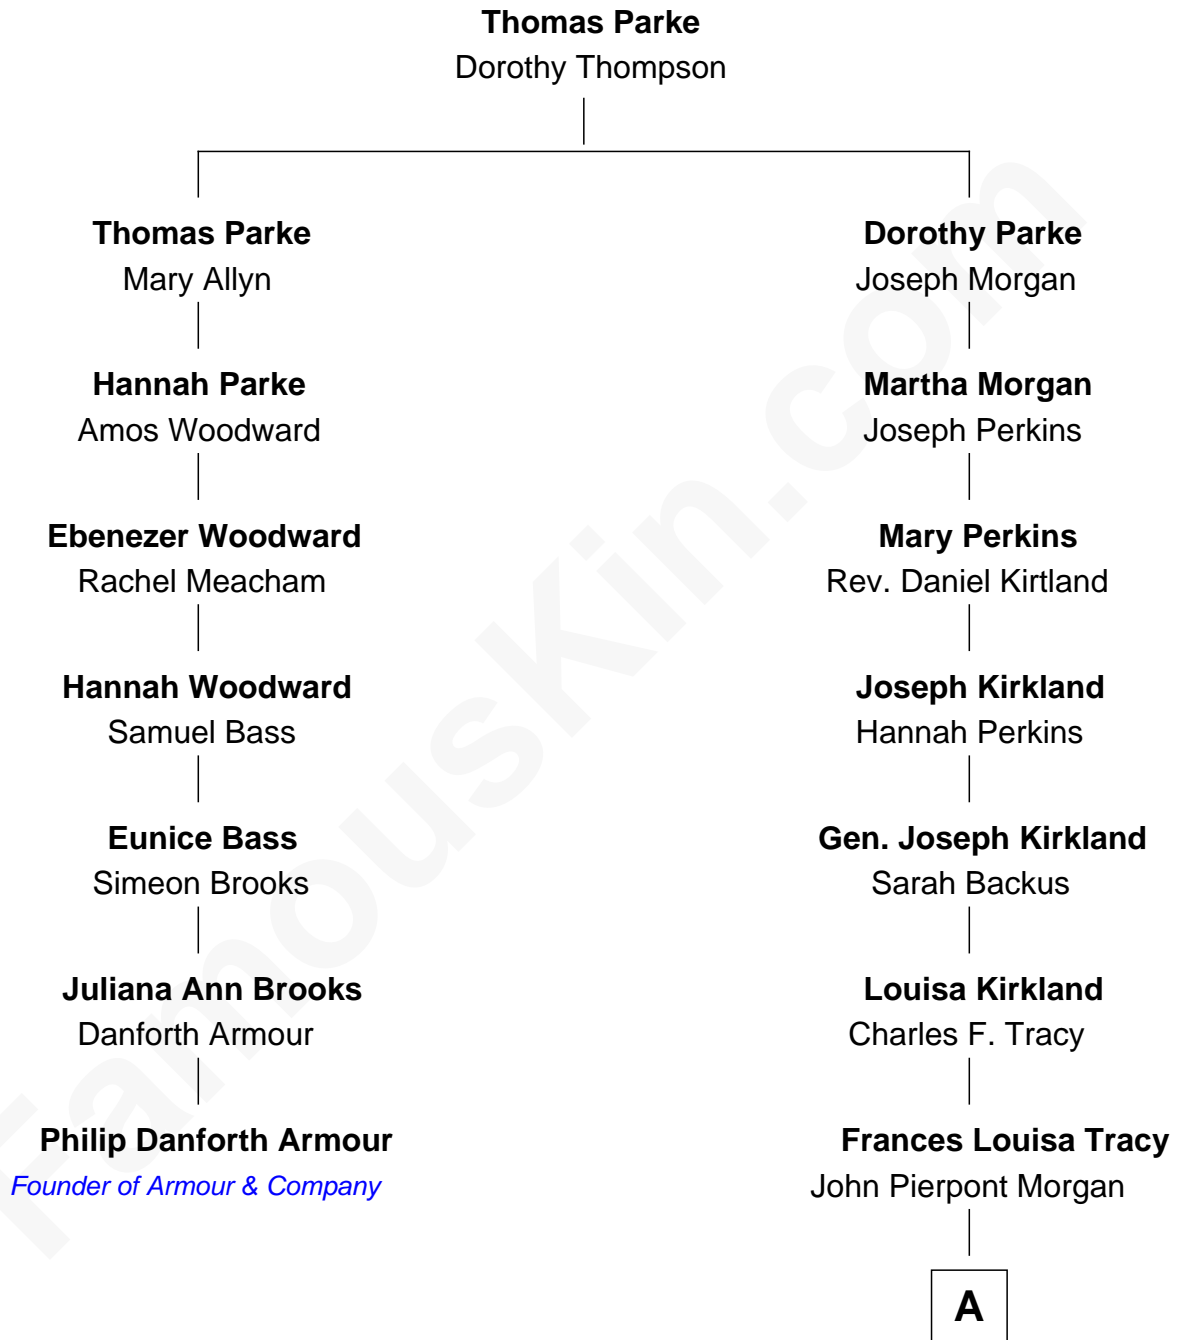 Thomas Parke
Dorothy Thompson
Thomas Parke
Mary Allyn
Dorothy Parke
Joseph Morgan
Hannah Parke
Amos Woodward
Martha Morgan
Joseph Perkins
Ebenezer Woodward
Rachel Meacham
Mary Perkins
Rev. Daniel Kirtland
Hannah Woodward
Samuel Bass
Joseph Kirkland
Hannah Perkins
Eunice Bass
Simeon Brooks
Gen. Joseph Kirkland
Sarah Backus
Juliana Ann Brooks
Danforth Armour
Louisa Kirkland
Charles F. Tracy
Philip Danforth Armour
Founder of Armour & Company
Frances Louisa Tracy
John Pierpont Morgan
A
FamousKin.com